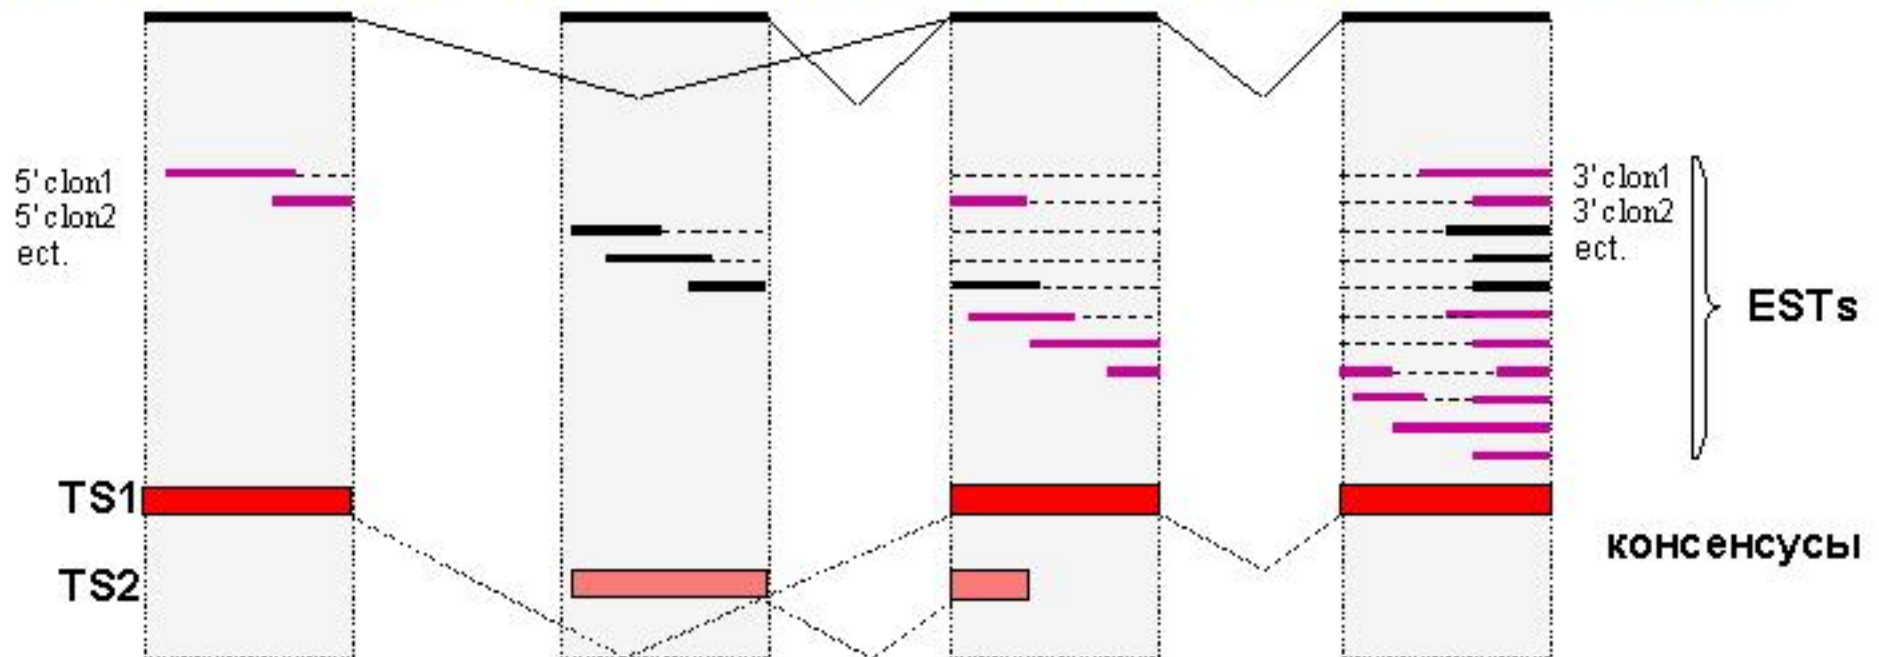 5'clon1
5'clon2
ect.
3'clon1
3'clon2
ect.
ESTs
TS1
консенсусы
TS2